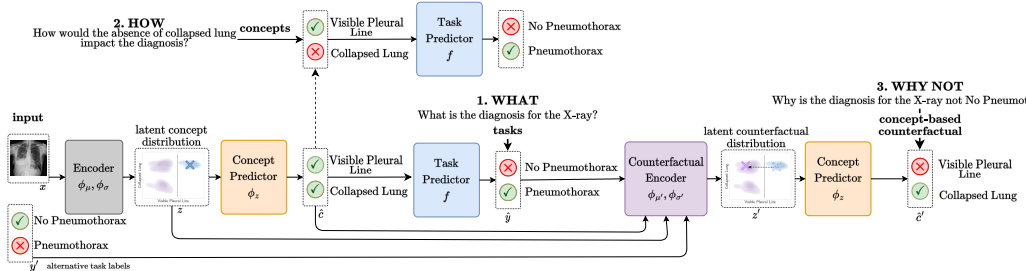 2. HOW
How would the absence of collapsed lung
impact the diagnosis?
concepts
Visible Pleural
Line
Collapsed Lung
Task
Predictor
f
No Pneumothorax
Pneumothorax
1. WHAT
What is the diagnosis for the X-ray?
tasks
3. WHY NOT
Why is the diagnosis for the X-ray not No Pneumot
concept-based
counterfactual
input
x
Encoder
ϕμ, ϕσ
latent concept
distribution
Visible Pleural Line
z
Concept
Predictor
ϕz
Visible Pleural
Line
Collapsed Lung
ĉ
Task
Predictor
f
No Pneumothorax
Pneumothorax
ŷ
Counterfactual
Encoder
ϕμ′, ϕσ′
latent counterfactual
distribution
Visible Pleural Line
z′
Concept
Predictor
ϕz
Visible Pleural
Line
Collapsed Lung
ĉ′
No Pneumothorax
Pneumothorax
y′ alternative task labels